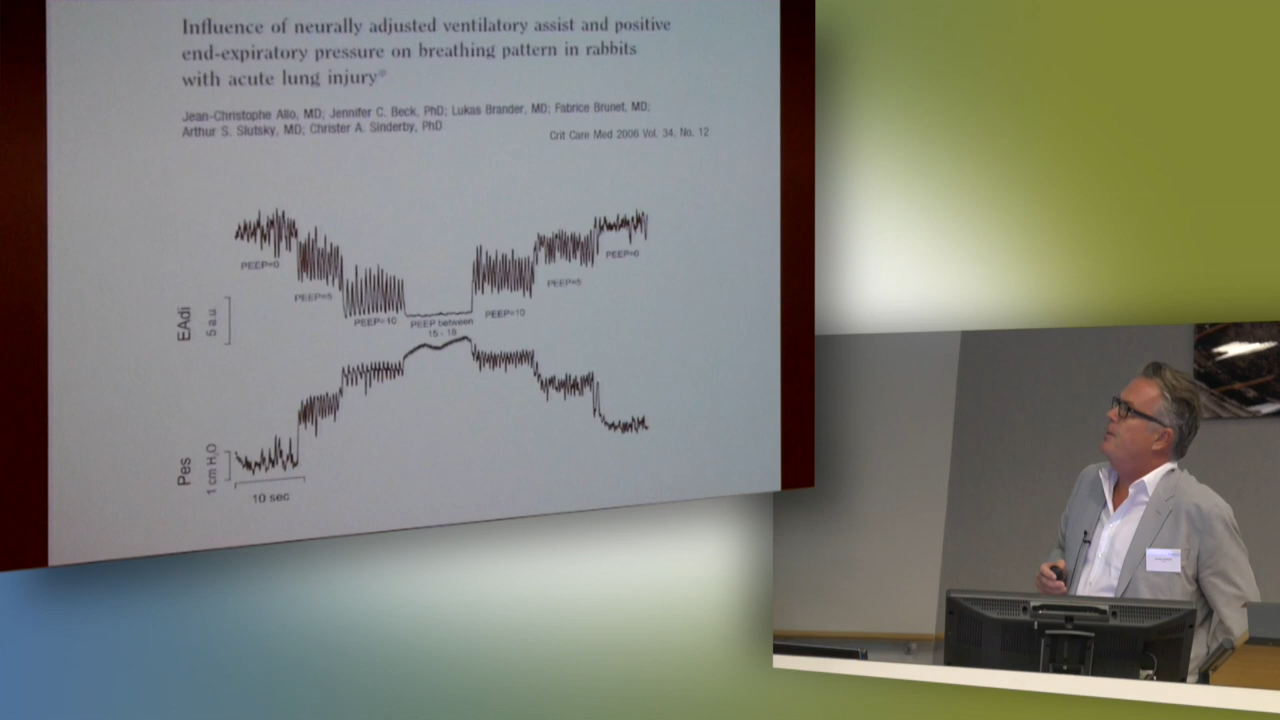 Influence of neurally adjusted ventilatory assist and positive
end-expiratory pressure on breathing pattern in rabbits
with acute lung injury*
Jean-Christophe Allo, MD; Jennifer C. Beck, PhD; Lukas Brander, MD; Fabrice Brunet, MD;
Arthur S. Slutsky, MD; Christer A. Sinderby, PhD
Crit Care Med 2006 Vol. 34, No. 12
PEEP=0
PEEP=5
PEEP=10
PEEP between
15 - 18
PEEP=10
PEEP=5
PEEP=0
EAdi
5 a.u
Pes
1 cm H₂O
10 sec